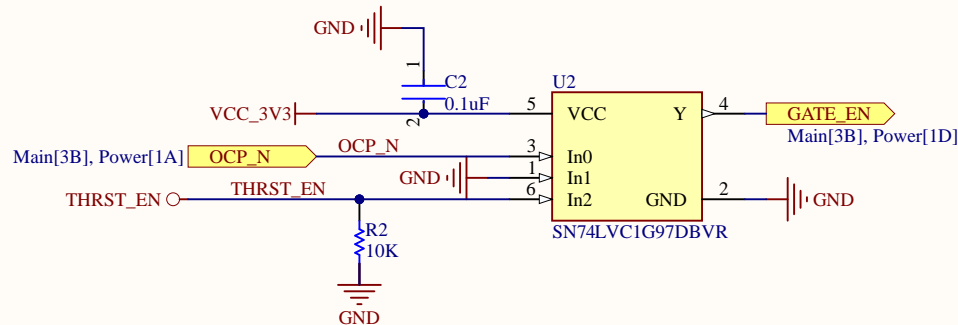 GND
1
C2
0.1uF
2
U2
VCC_3V3
5
VCC
Y
4
GATE_EN
Main[3B], Power[1D]
Main[3B], Power[1A]
OCP_N
OCP_N
3
In0
GND
1
In1
THRST_EN
THRST_EN
6
In2
GND
2
GND
SN74LVC1G97DBVR
R2
10K
GND